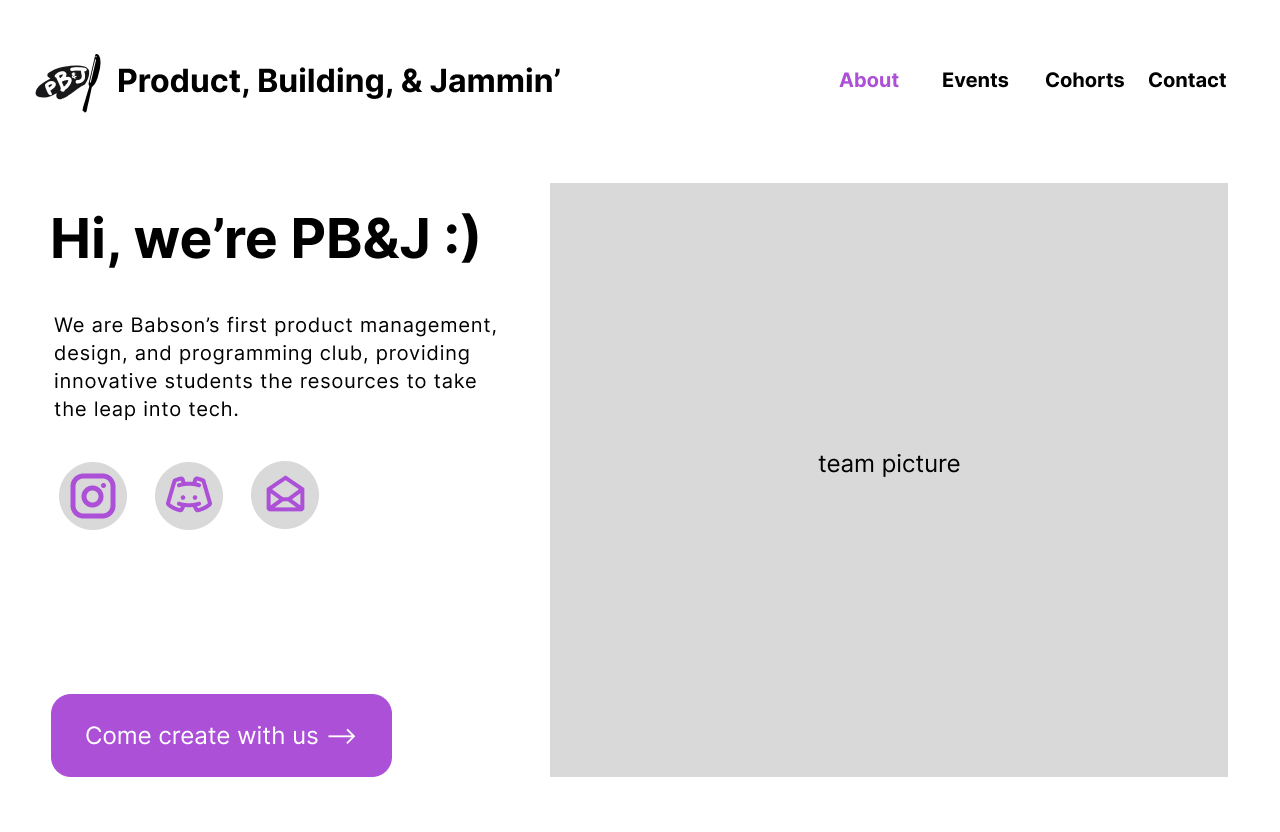 PB&J
Product, Building, & Jammin’
About
Events
Cohorts
Contact
Hi, we’re PB&J :)
We are Babson’s first product management,
design, and programming club, providing
innovative students the resources to take
the leap into tech.
team picture
Come create with us →